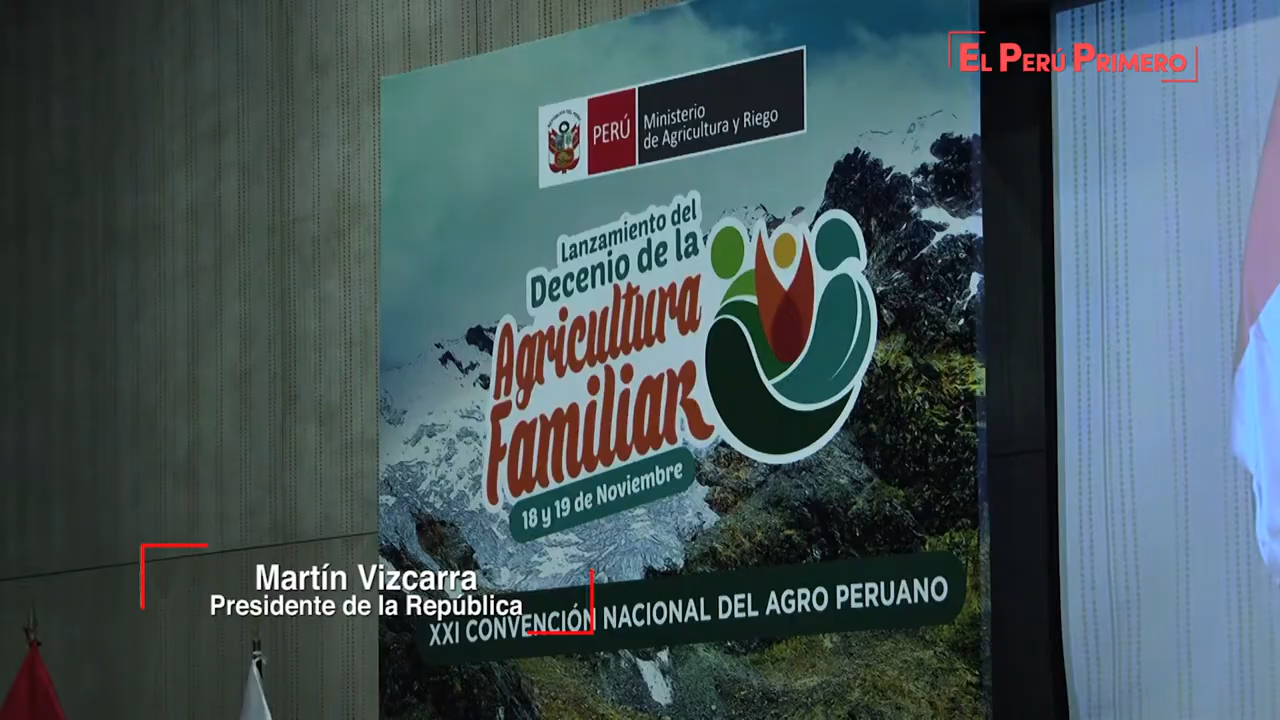 EL PERÚ PRIMERO
PERÚ
Ministerio
de Agricultura y Riego
Lanzamiento del
Decenio de la
Agricultura
Familiar
18 y 19 de Noviembre
Martín Vizcarra
Presidente de la República
XXI CONVENCIÓN NACIONAL DEL AGRO PERUANO